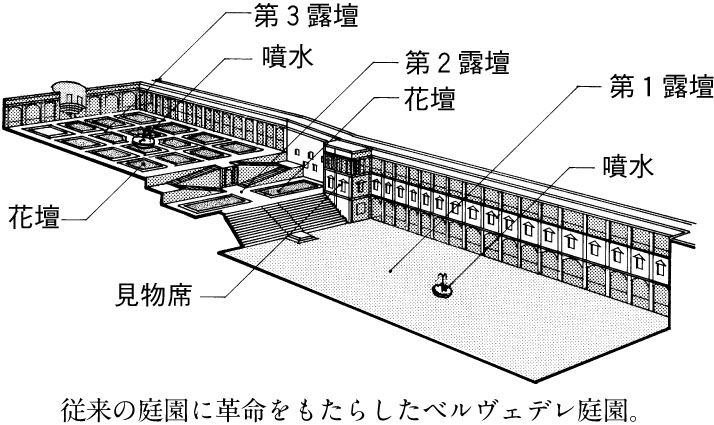 第3露壇
噴水
第2露壇
花壇
第1露壇
噴水
花壇
見物席
従来の庭園に革命をもたらしたベルヴェデレ庭園。